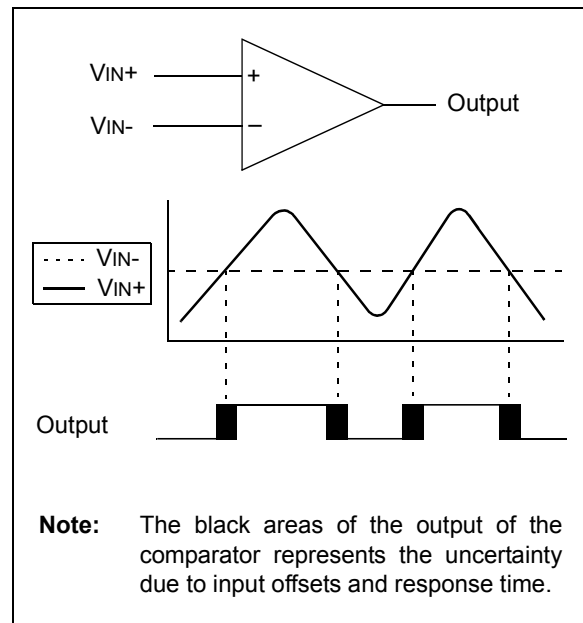 VIN+
+
Output
VIN-
–
VIN-
VIN+
Output
Note: The black areas of the output of the
comparator represents the uncertainty
due to input offsets and response time.